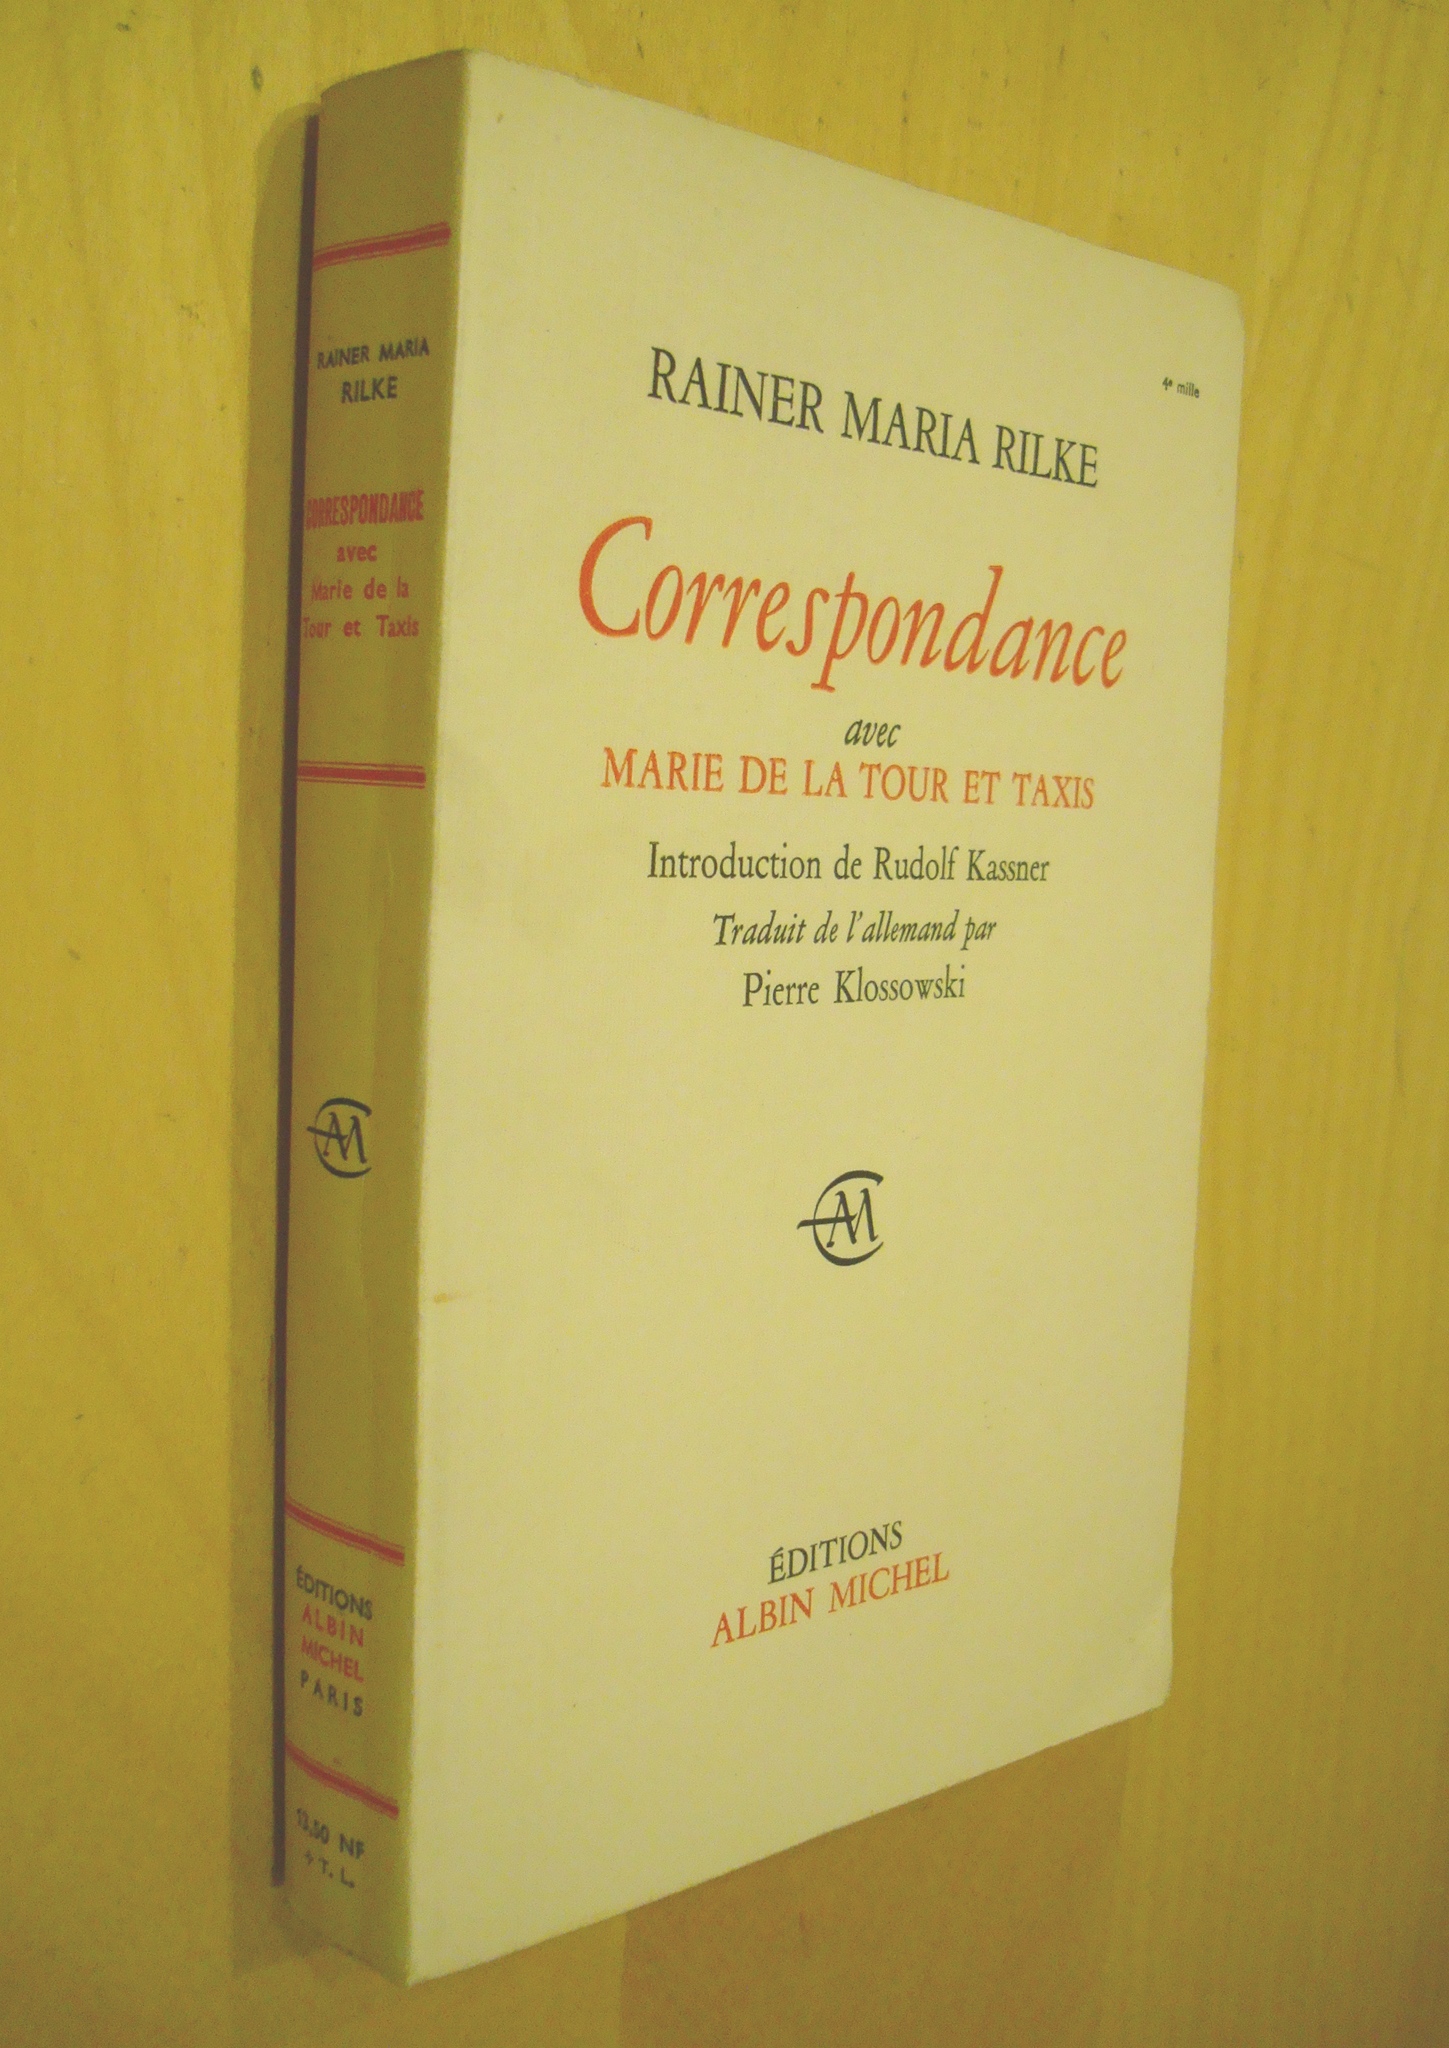 RAINER MARIA
RILKE
CORRESPONDANCE
avec
Marie de la
Tour et Taxis
AM
ÉDITIONS
ALBIN
MICHEL
PARIS
13,50 NF
+ T. L.
4e mille
RAINER MARIA RILKE
Correspondance
avec
MARIE DE LA TOUR ET TAXIS
Introduction de Rudolf Kassner
Traduit de l'allemand par
Pierre Klossowski
AM
ÉDITIONS
ALBIN MICHEL